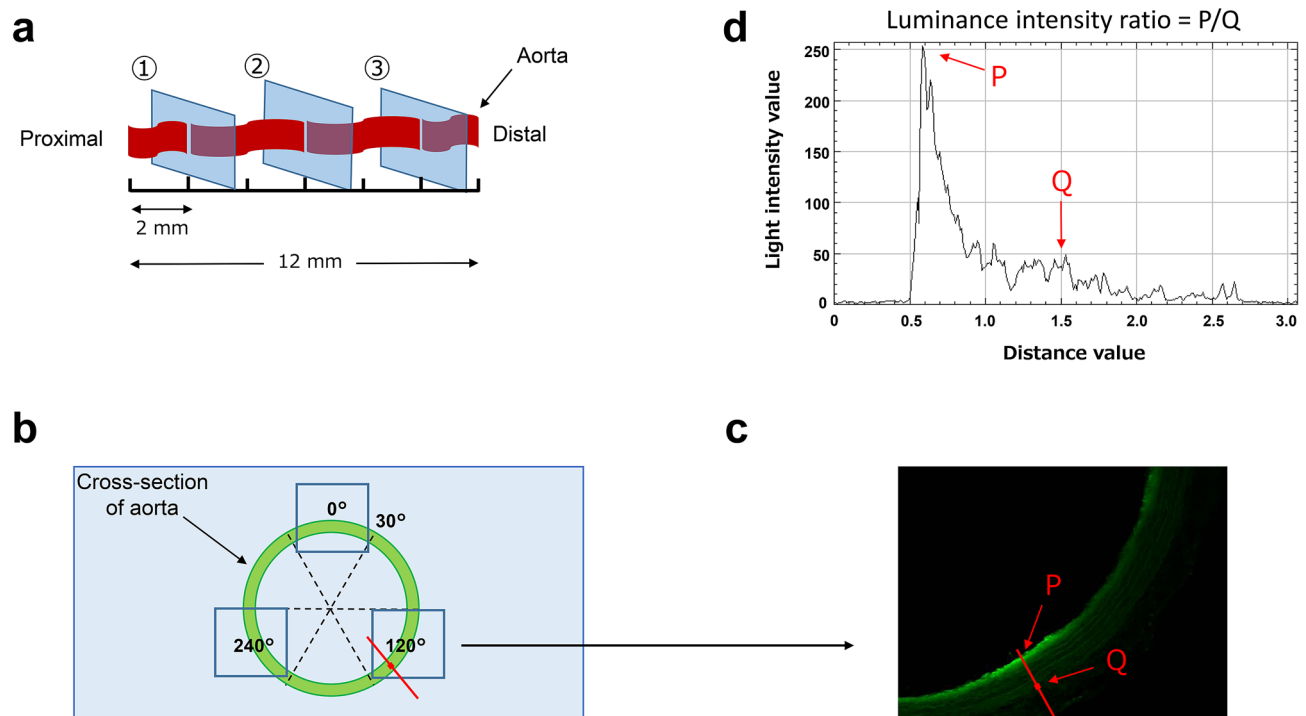 a
① ② ③
Aorta
Proximal
Distal
2 mm
12 mm
d
Luminance intensity ratio = P/Q
P
Q
Light intensity value
250
200
150
100
50
0
0 0.5 1.0 1.5 2.0 2.5 3.0
Distance value
b
Cross-section
of aorta
0°
30°
240°
120°
c
P
Q